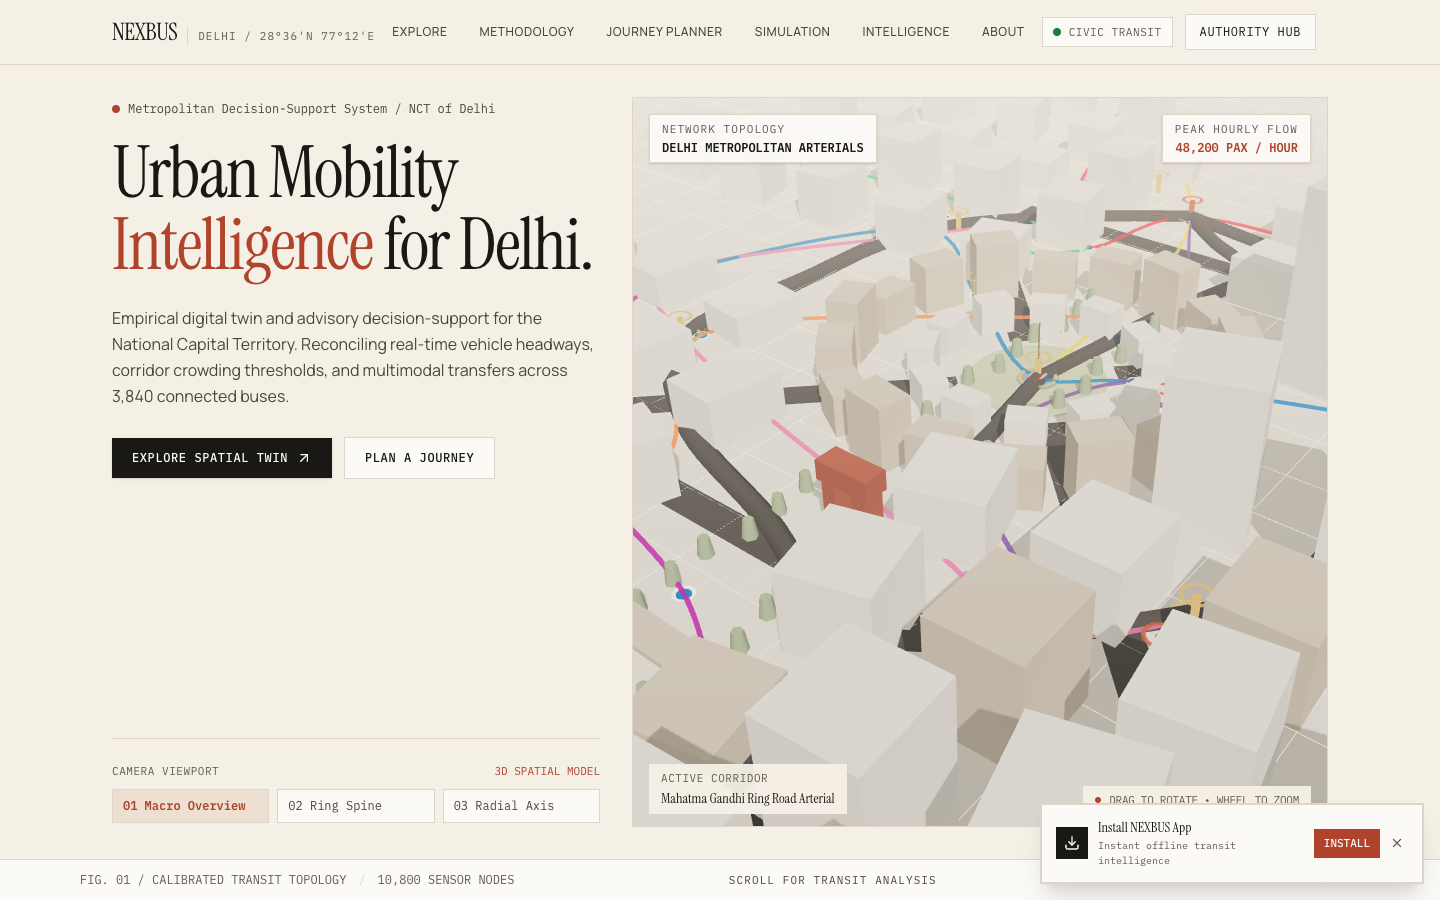 NEXBUS
DELHI / 28°36'N 77°12'E
EXPLORE
METHODOLOGY
JOURNEY PLANNER
SIMULATION
INTELLIGENCE
ABOUT
CIVIC TRANSIT
AUTHORITY HUB
Metropolitan Decision-Support System / NCT of Delhi
Urban Mobility
Intelligence for Delhi.
Empirical digital twin and advisory decision-support for the
National Capital Territory. Reconciling real-time vehicle headways,
corridor crowding thresholds, and multimodal transfers across
3,840 connected buses.
EXPLORE SPATIAL TWIN
PLAN A JOURNEY
CAMERA VIEWPORT
3D SPATIAL MODEL
01 Macro Overview
02 Ring Spine
03 Radial Axis
NETWORK TOPOLOGY
DELHI METROPOLITAN ARTERIALS
PEAK HOURLY FLOW
48,200 PAX / HOUR
ACTIVE CORRIDOR
Mahatma Gandhi Ring Road Arterial
DRAG TO ROTATE • WHEEL TO ZOOM
Install NEXBUS App
Instant offline transit
intelligence
INSTALL
FIG. 01 / CALIBRATED TRANSIT TOPOLOGY / 10,800 SENSOR NODES
SCROLL FOR TRANSIT ANALYSIS